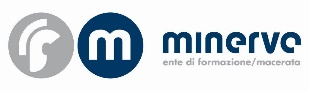 m minerva
ente di formazione/macerata